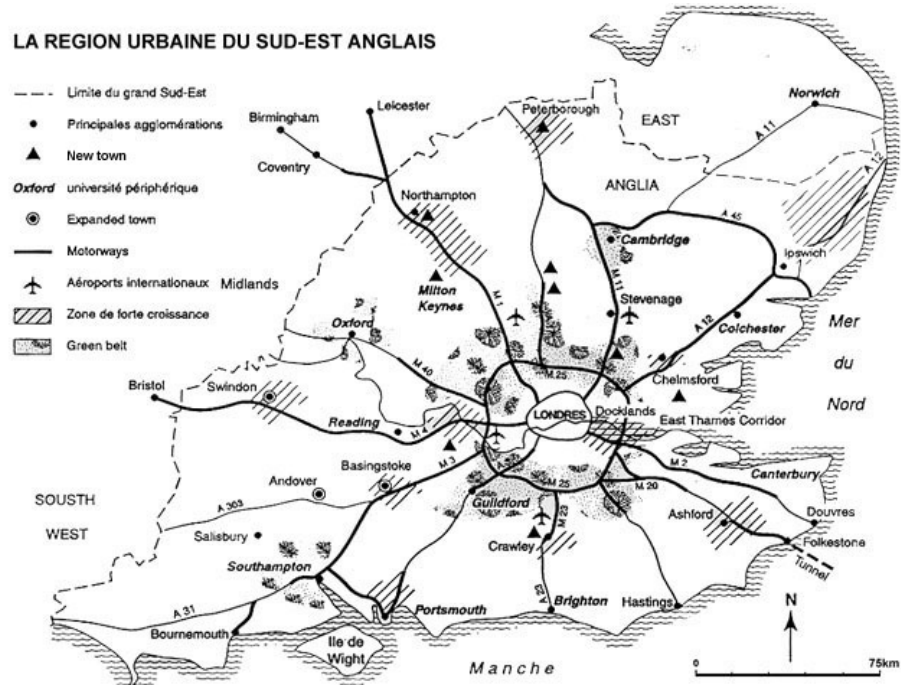 LA REGION URBAINE DU SUD-EST ANGLAIS
Limite du grand Sud-Est
Principales agglomérations
New town
Oxford université périphérique
Expanded town
Motorways
Aéroports internationeux
Zone de forte croissance
Green belt
Leicester
Birmingham
Coventry
Peterborough
EAST
ANGLIA
Norwich
A 11
A 12
Northampton
A 45
Cambridge
Ipswich
Midlands
Milton
Keynes
M 1
M 11
Stevenage
A 12
Colchester
Mer
du
Nord
Oxford
M 40
M 25
Chelmsford
Bristol
Swindon
LONDRES
Docklands
East Thames Corridor
Reading
M 4
M 3
A 3
M 2
Canterbury
Basingstoke
Andover
M 25
M 20
SOUSTH
WEST
A 303
Guildford
M 23
Ashford
Douvres
Salisbury
Crawley
Folkestone
Tunnel
Southampton
A 23
A 31
Portsmouth
Brighton
Hastings
Bournemouth
Ile de
Wight
Manche
N
0 75km